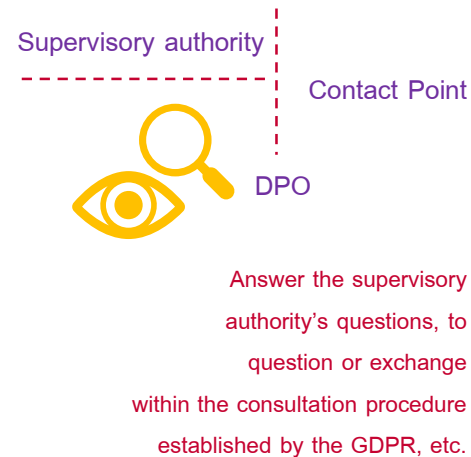 Supervisory authority
Contact Point
DPO
Answer the supervisory
authority’s questions, to
question or exchange
within the consultation procedure
established by the GDPR, etc.